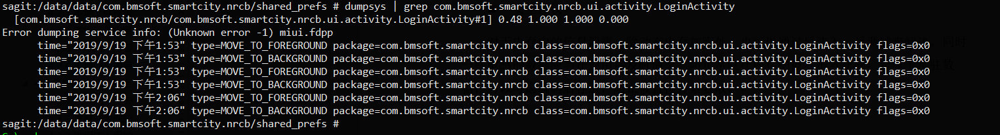 sagit:/data/data/com.bmsoft.smartcity.nrcb/shared_prefs # dumpsys | grep com.bmsoft.smartcity.nrcb.ui.activity.LoginActivity
[com.bmsoft.smartcity.nrcb/com.bmsoft.smartcity.nrcb.ui.activity.LoginActivity#1] 0.48 1.000 1.000 0.000
Error dumping service info: (Unknown error -1) miui.fdpp
time="2019/9/19 下午1:53" type=MOVE_TO_FOREGROUND package=com.bmsoft.smartcity.nrcb class=com.bmsoft.smartcity.nrcb.ui.activity.LoginActivity flags=0x0
time="2019/9/19 下午1:53" type=MOVE_TO_BACKGROUND package=com.bmsoft.smartcity.nrcb class=com.bmsoft.smartcity.nrcb.ui.activity.LoginActivity flags=0x0
time="2019/9/19 下午1:53" type=MOVE_TO_FOREGROUND package=com.bmsoft.smartcity.nrcb class=com.bmsoft.smartcity.nrcb.ui.activity.LoginActivity flags=0x0
time="2019/9/19 下午1:53" type=MOVE_TO_BACKGROUND package=com.bmsoft.smartcity.nrcb class=com.bmsoft.smartcity.nrcb.ui.activity.LoginActivity flags=0x0
time="2019/9/19 下午2:06" type=MOVE_TO_FOREGROUND package=com.bmsoft.smartcity.nrcb class=com.bmsoft.smartcity.nrcb.ui.activity.LoginActivity flags=0x0
time="2019/9/19 下午2:06" type=MOVE_TO_BACKGROUND package=com.bmsoft.smartcity.nrcb class=com.bmsoft.smartcity.nrcb.ui.activity.LoginActivity flags=0x0
sagit:/data/data/com.bmsoft.smartcity.nrcb/shared_prefs #